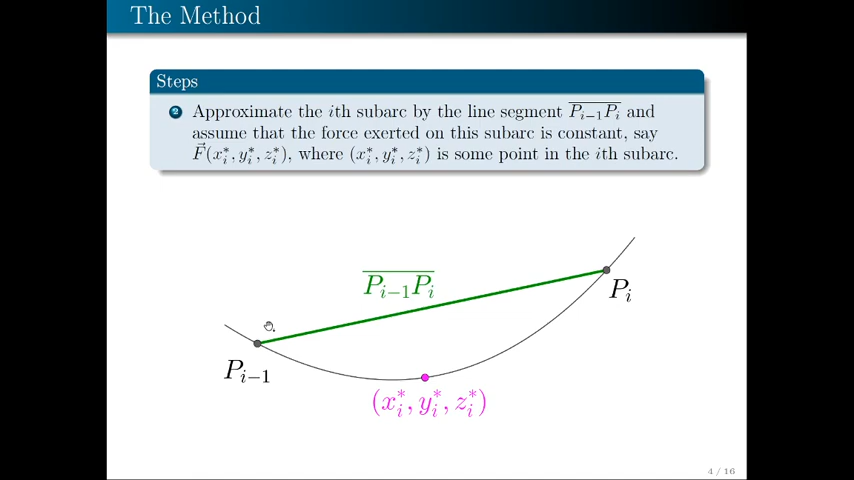 The Method
Steps
2 Approximate the ith subarc by the line segment $\overline{P_{i-1}P_i}$ and
assume that the force exerted on this subarc is constant, say
$\vec{F}(x_i^*, y_i^*, z_i^*)$, where $(x_i^*, y_i^*, z_i^*)$ is some point in the ith subarc.
$\overline{P_{i-1}P_i}$
$P_i$
$P_{i-1}$
$(x_i^*, y_i^*, z_i^*)$
4 / 16